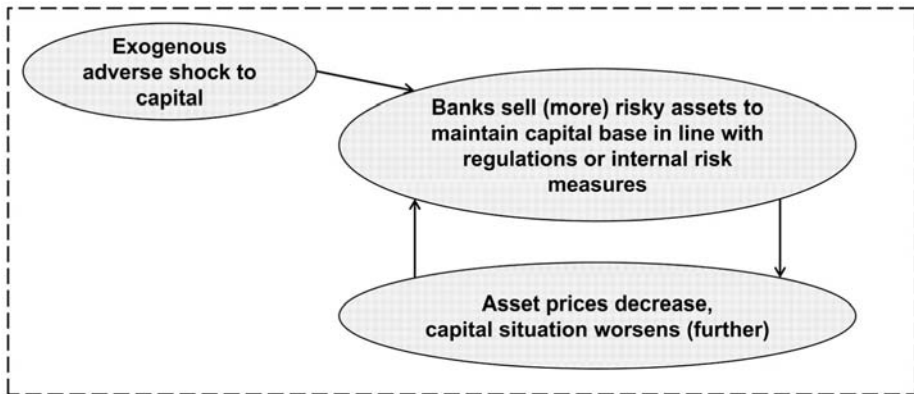 Exogenous
adverse shock to
capital
Banks sell (more) risky assets to
maintain capital base in line with
regulations or internal risk
measures
Asset prices decrease,
capital situation worsens (further)